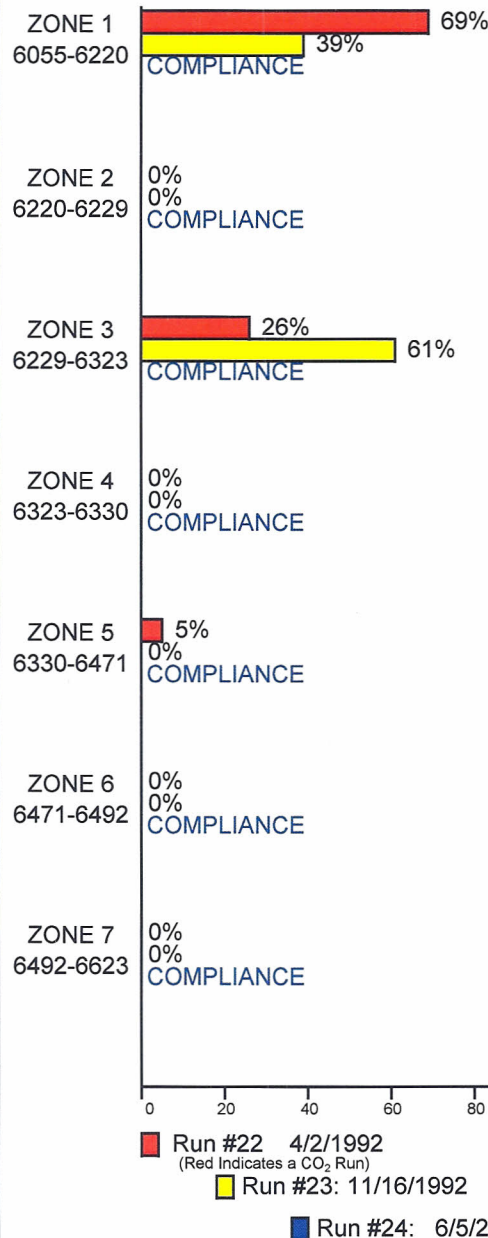 ZONE 1
6055-6220
69%
39%
COMPLIANCE
ZONE 2
6220-6229
0%
0%
COMPLIANCE
ZONE 3
6229-6323
26%
61%
COMPLIANCE
ZONE 4
6323-6330
0%
0%
COMPLIANCE
ZONE 5
6330-6471
5%
0%
COMPLIANCE
ZONE 6
6471-6492
0%
0%
COMPLIANCE
ZONE 7
6492-6623
0%
0%
COMPLIANCE
0 20 40 60 80
Run #22 4/2/1992
(Red Indicates a CO₂ Run)
Run #23: 11/16/1992
Run #24: 6/5/2